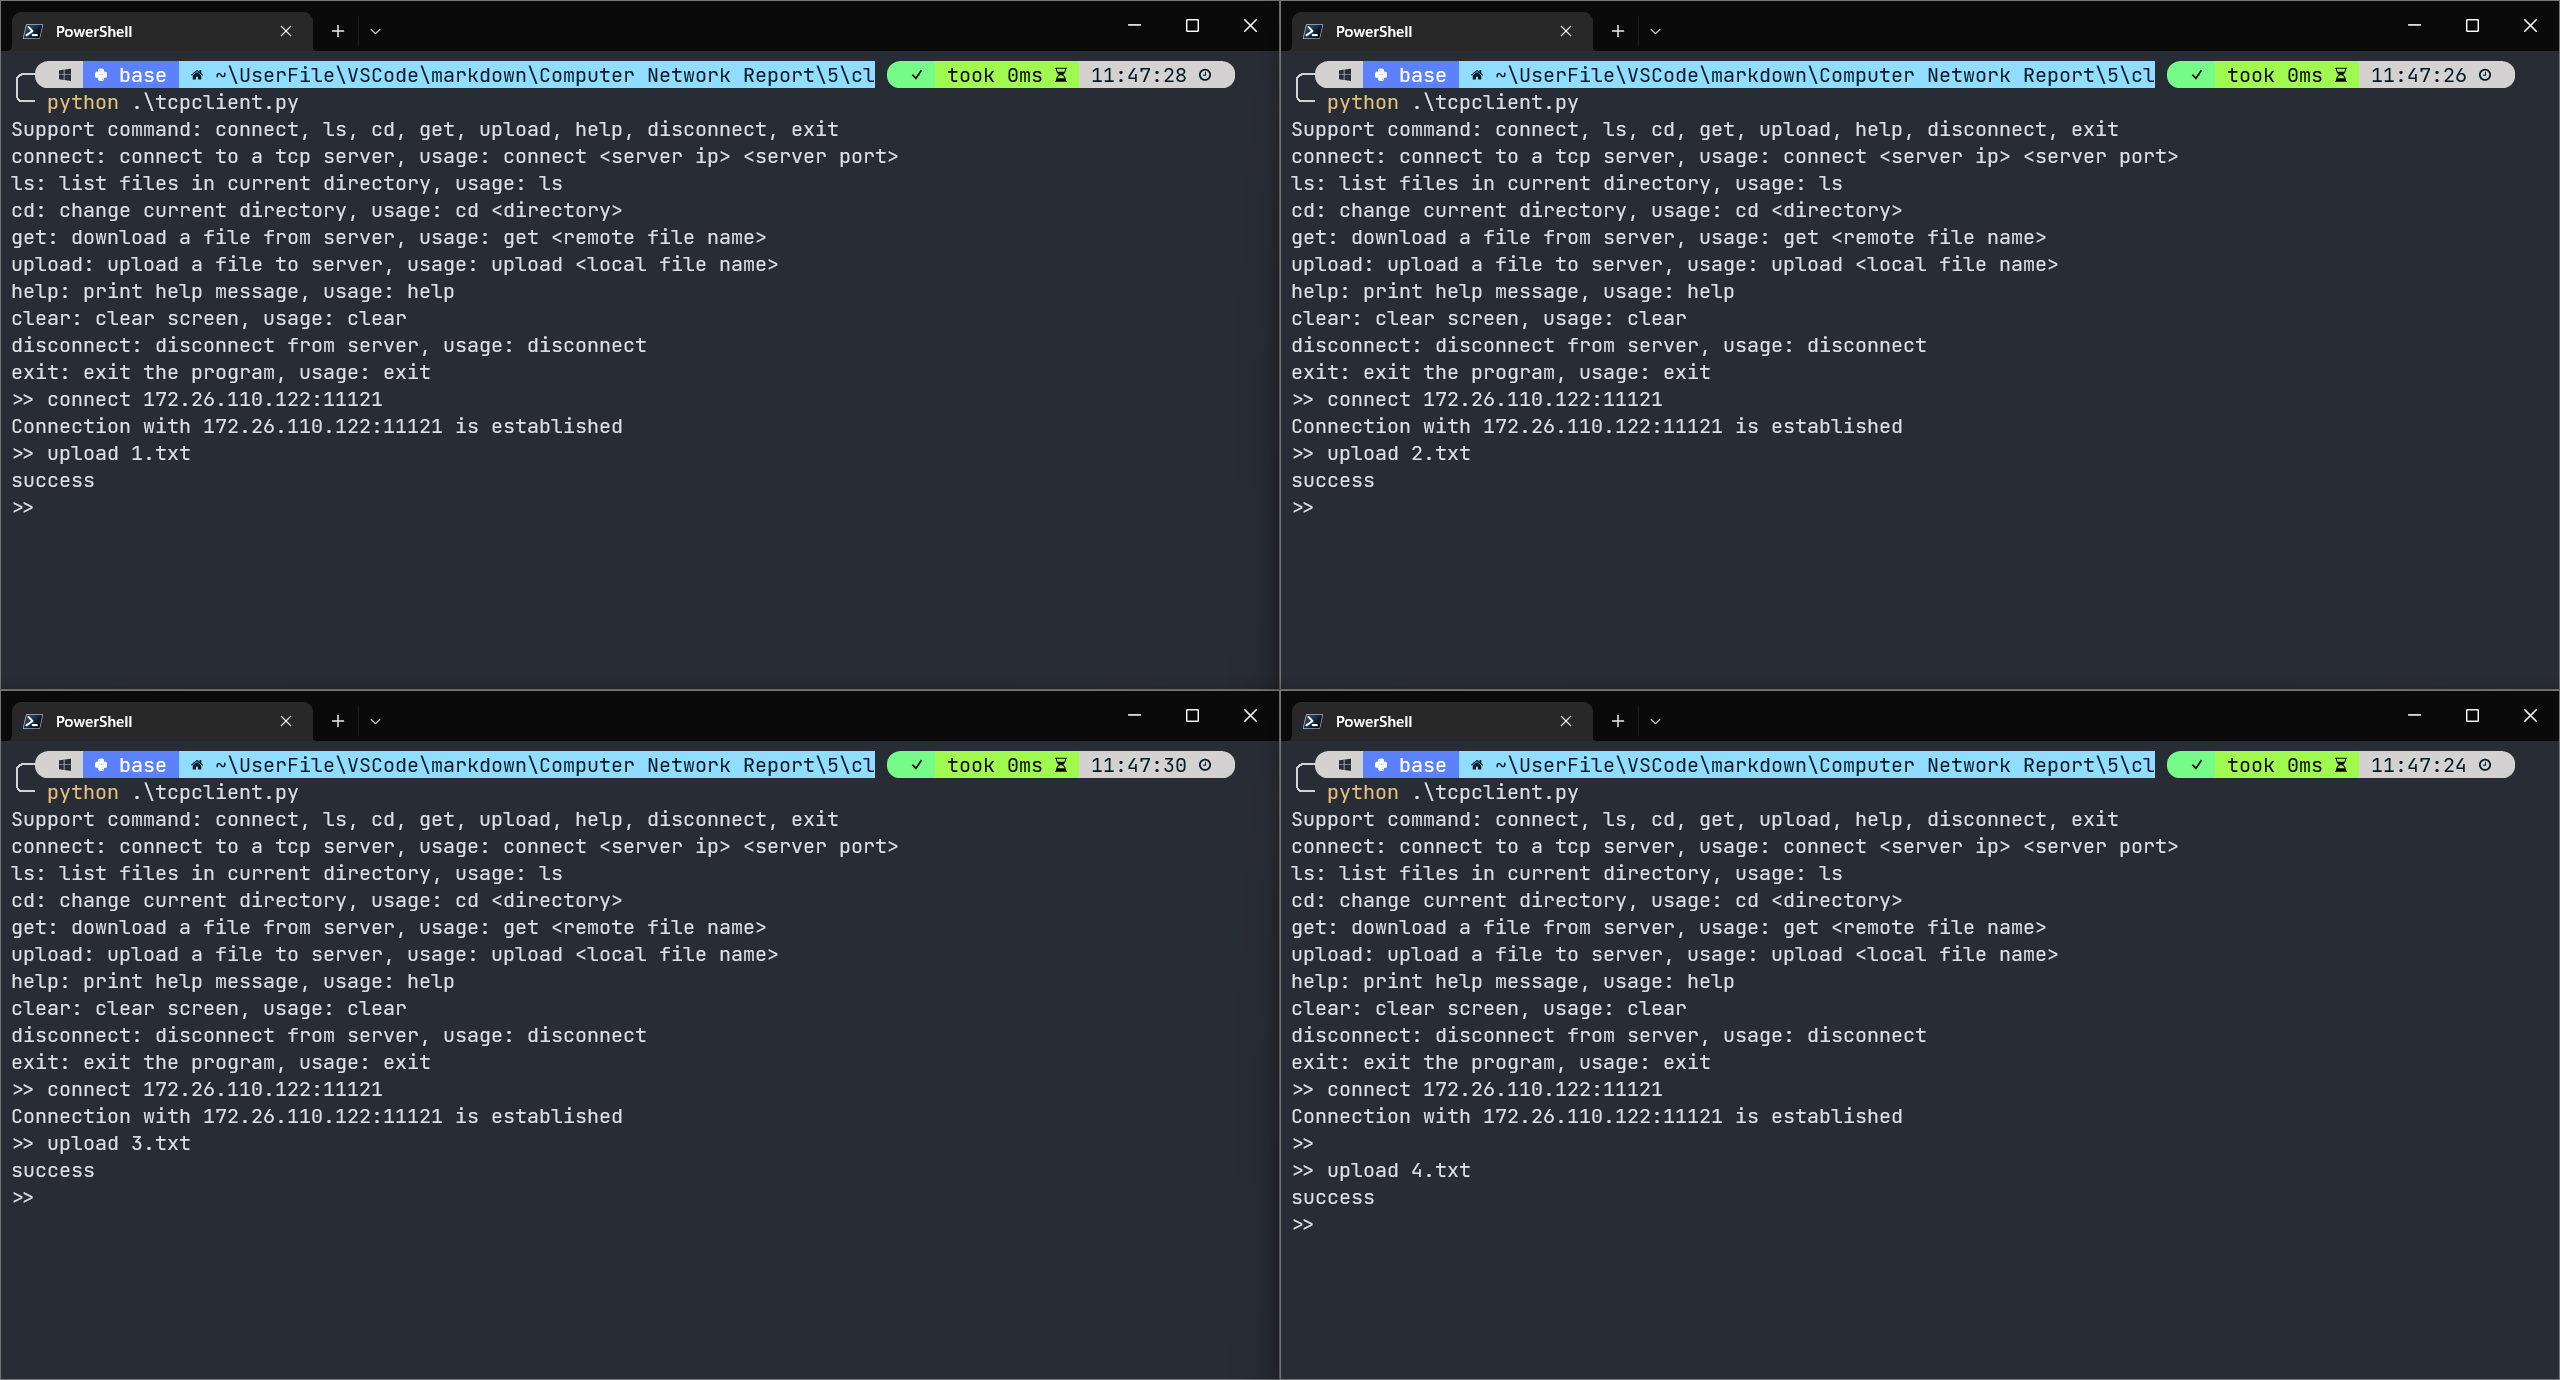 PowerShell
base ~\UserFile\VSCode\markdown\Computer Network Report\5\cl took 0ms 11:47:28
python .\tcpclient.py
Support command: connect, ls, cd, get, upload, help, disconnect, exit
connect: connect to a tcp server, usage: connect <server ip> <server port>
ls: list files in current directory, usage: ls
cd: change current directory, usage: cd <directory>
get: download a file from server, usage: get <remote file name>
upload: upload a file to server, usage: upload <local file name>
help: print help message, usage: help
clear: clear screen, usage: clear
disconnect: disconnect from server, usage: disconnect
exit: exit the program, usage: exit
>> connect 172.26.110.122:11121
Connection with 172.26.110.122:11121 is established
>> upload 1.txt
success
>>
PowerShell
base ~\UserFile\VSCode\markdown\Computer Network Report\5\cl took 0ms 11:47:26
python .\tcpclient.py
Support command: connect, ls, cd, get, upload, help, disconnect, exit
connect: connect to a tcp server, usage: connect <server ip> <server port>
ls: list files in current directory, usage: ls
cd: change current directory, usage: cd <directory>
get: download a file from server, usage: get <remote file name>
upload: upload a file to server, usage: upload <local file name>
help: print help message, usage: help
clear: clear screen, usage: clear
disconnect: disconnect from server, usage: disconnect
exit: exit the program, usage: exit
>> connect 172.26.110.122:11121
Connection with 172.26.110.122:11121 is established
>> upload 2.txt
success
>>
PowerShell
base ~\UserFile\VSCode\markdown\Computer Network Report\5\cl took 0ms 11:47:30
python .\tcpclient.py
Support command: connect, ls, cd, get, upload, help, disconnect, exit
connect: connect to a tcp server, usage: connect <server ip> <server port>
ls: list files in current directory, usage: ls
cd: change current directory, usage: cd <directory>
get: download a file from server, usage: get <remote file name>
upload: upload a file to server, usage: upload <local file name>
help: print help message, usage: help
clear: clear screen, usage: clear
disconnect: disconnect from server, usage: disconnect
exit: exit the program, usage: exit
>> connect 172.26.110.122:11121
Connection with 172.26.110.122:11121 is established
>> upload 3.txt
success
>>
PowerShell
base ~\UserFile\VSCode\markdown\Computer Network Report\5\cl took 0ms 11:47:24
python .\tcpclient.py
Support command: connect, ls, cd, get, upload, help, disconnect, exit
connect: connect to a tcp server, usage: connect <server ip> <server port>
ls: list files in current directory, usage: ls
cd: change current directory, usage: cd <directory>
get: download a file from server, usage: get <remote file name>
upload: upload a file to server, usage: upload <local file name>
help: print help message, usage: help
clear: clear screen, usage: clear
disconnect: disconnect from server, usage: disconnect
exit: exit the program, usage: exit
>> connect 172.26.110.122:11121
Connection with 172.26.110.122:11121 is established
>>
>> upload 4.txt
success
>>